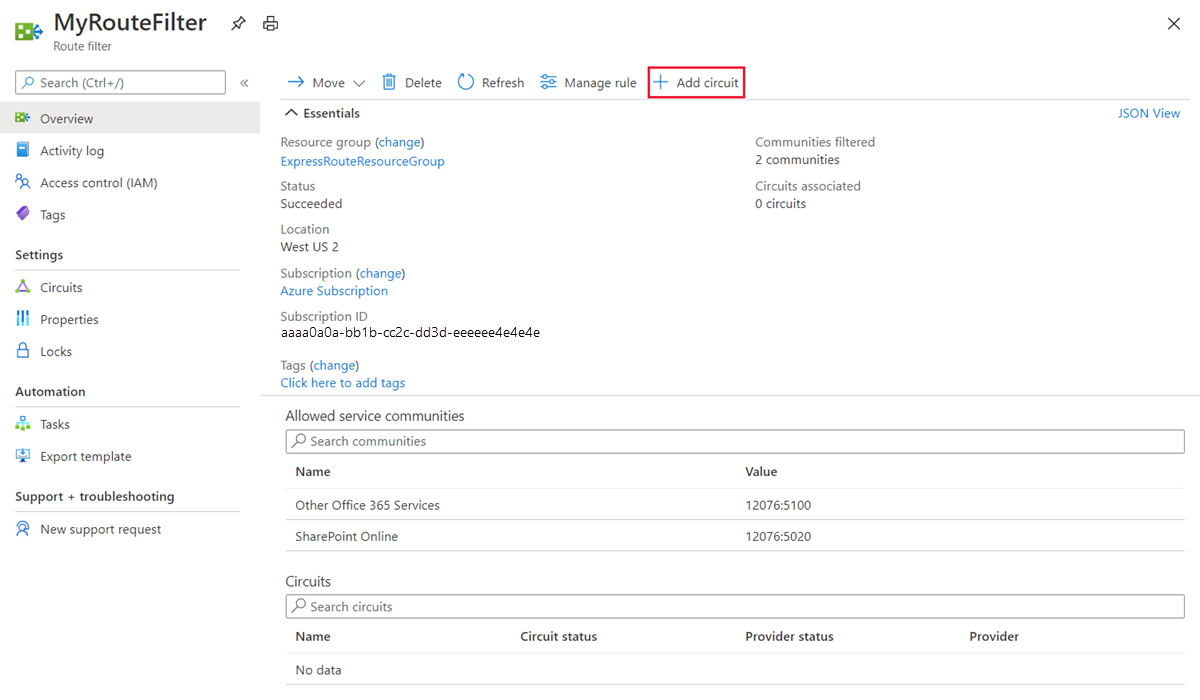 MyRouteFilter
Route filter
Search (Ctrl+/)
«
Overview
Activity log
Access control (IAM)
Tags
Settings
Circuits
Properties
Locks
Automation
Tasks
Export template
Support + troubleshooting
New support request
Move
Delete
Refresh
Manage rule
Add circuit
Essentials
JSON View
Resource group (change)
ExpressRouteResourceGroup
Status
Succeeded
Location
West US 2
Subscription (change)
Azure Subscription
Subscription ID
aaaa0a0a-bb1b-cc2c-dd3d-eeeeee4e4e4e
Tags (change)
Click here to add tags
Communities filtered
2 communities
Circuits associated
0 circuits
Allowed service communities
Search communities
Name Value
Other Office 365 Services 12076:5100
SharePoint Online 12076:5020
Circuits
Search circuits
Name Circuit status Provider status Provider
No data